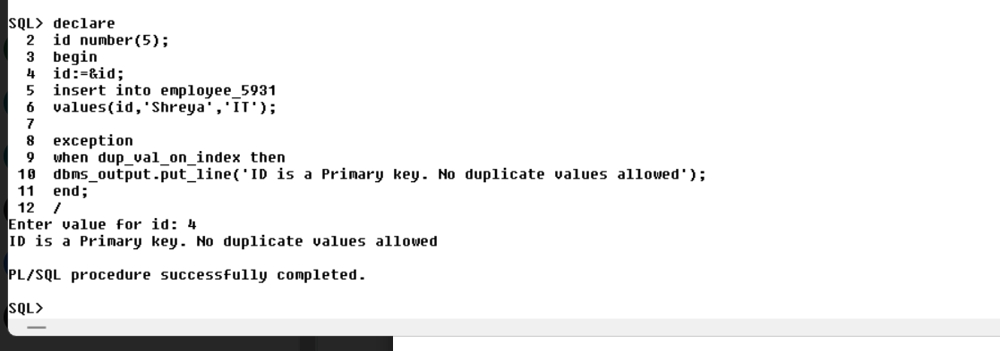 SQL> declare
2 id number(5);
3 begin
4 id:=&id;
5 insert into employee_5931
6 values(id,'Shreya','IT');
7
8 exception
9 when dup_val_on_index then
10 dbms_output.put_line('ID is a Primary key. No duplicate values allowed');
11 end;
12 /
Enter value for id: 4
ID is a Primary key. No duplicate values allowed
PL/SQL procedure successfully completed.
SQL>